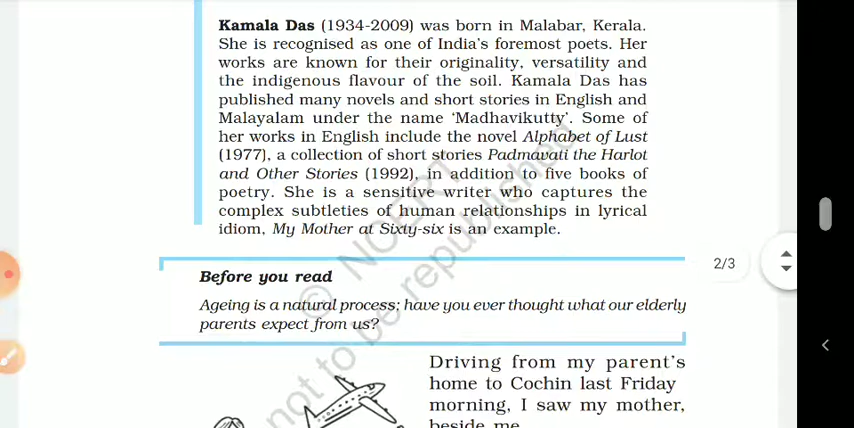 Kamala Das (1934-2009) was born in Malabar, Kerala.
She is recognised as one of India's foremost poets. Her
works are known for their originality, versatility and
the indigenous flavour of the soil. Kamala Das has
published many novels and short stories in English and
Malayalam under the name 'Madhavikutty'. Some of
her works in English include the novel Alphabet of Lust
(1977), a collection of short stories Padmavati the Harlot
and Other Stories (1992), in addition to five books of
poetry. She is a sensitive writer who captures the
complex subtleties of human relationships in lyrical
idiom, My Mother at Sixty-six is an example.
2/3
Before you read
Ageing is a natural process; have you ever thought what our elderly
parents expect from us?
Driving from my parent's
home to Cochin last Friday
morning, I saw my mother,
beside me,
© NCERT
not to be republished